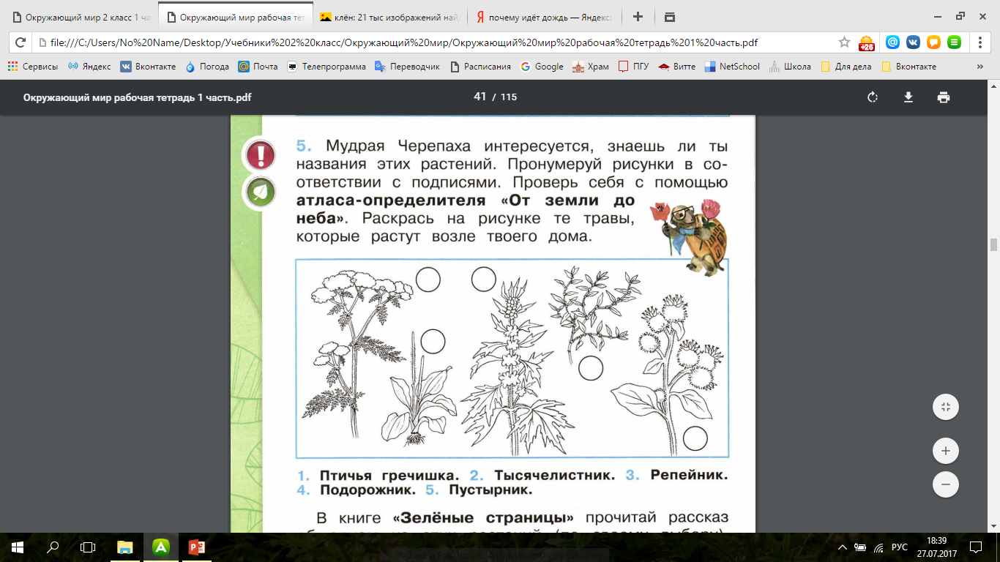 Окружающий мир 2 класс 1 ча
Окружающий мир рабочая тет
клён: 21 тыс изображений най
почему идёт дождь — Яндекс:
file:///C:/Users/No%20Name/Desktop/Учебники%202%20класс/Окружающий%20мир/Окружающий%20мир%20рабочая%20тетрадь%201%20часть.pdf
+26
Сервисы Яндекс Вконтакте Погода Почта Телепрограмма Переводчик Расписания Google Храм ПГУ Витте NetSchool Школа Для дела Вконтакте »
Окружающий мир рабочая тетрадь 1 часть.pdf
41 / 115
5. Мудрая Черепаха интересуется, знаешь ли ты
названия этих растений. Пронумеруй рисунки в со-
ответствии с подписями. Проверь себя с помощью
атласа-определителя «От земли до
неба». Раскрась на рисунке те травы,
которые растут возле твоего дома.
1. Птичья гречишка. 2. Тысячелистник. 3. Репейник.
4. Подорожник. 5. Пустырник.
В книге «Зелёные страницы» прочитай рассказ
РУС
18:39
27.07.2017